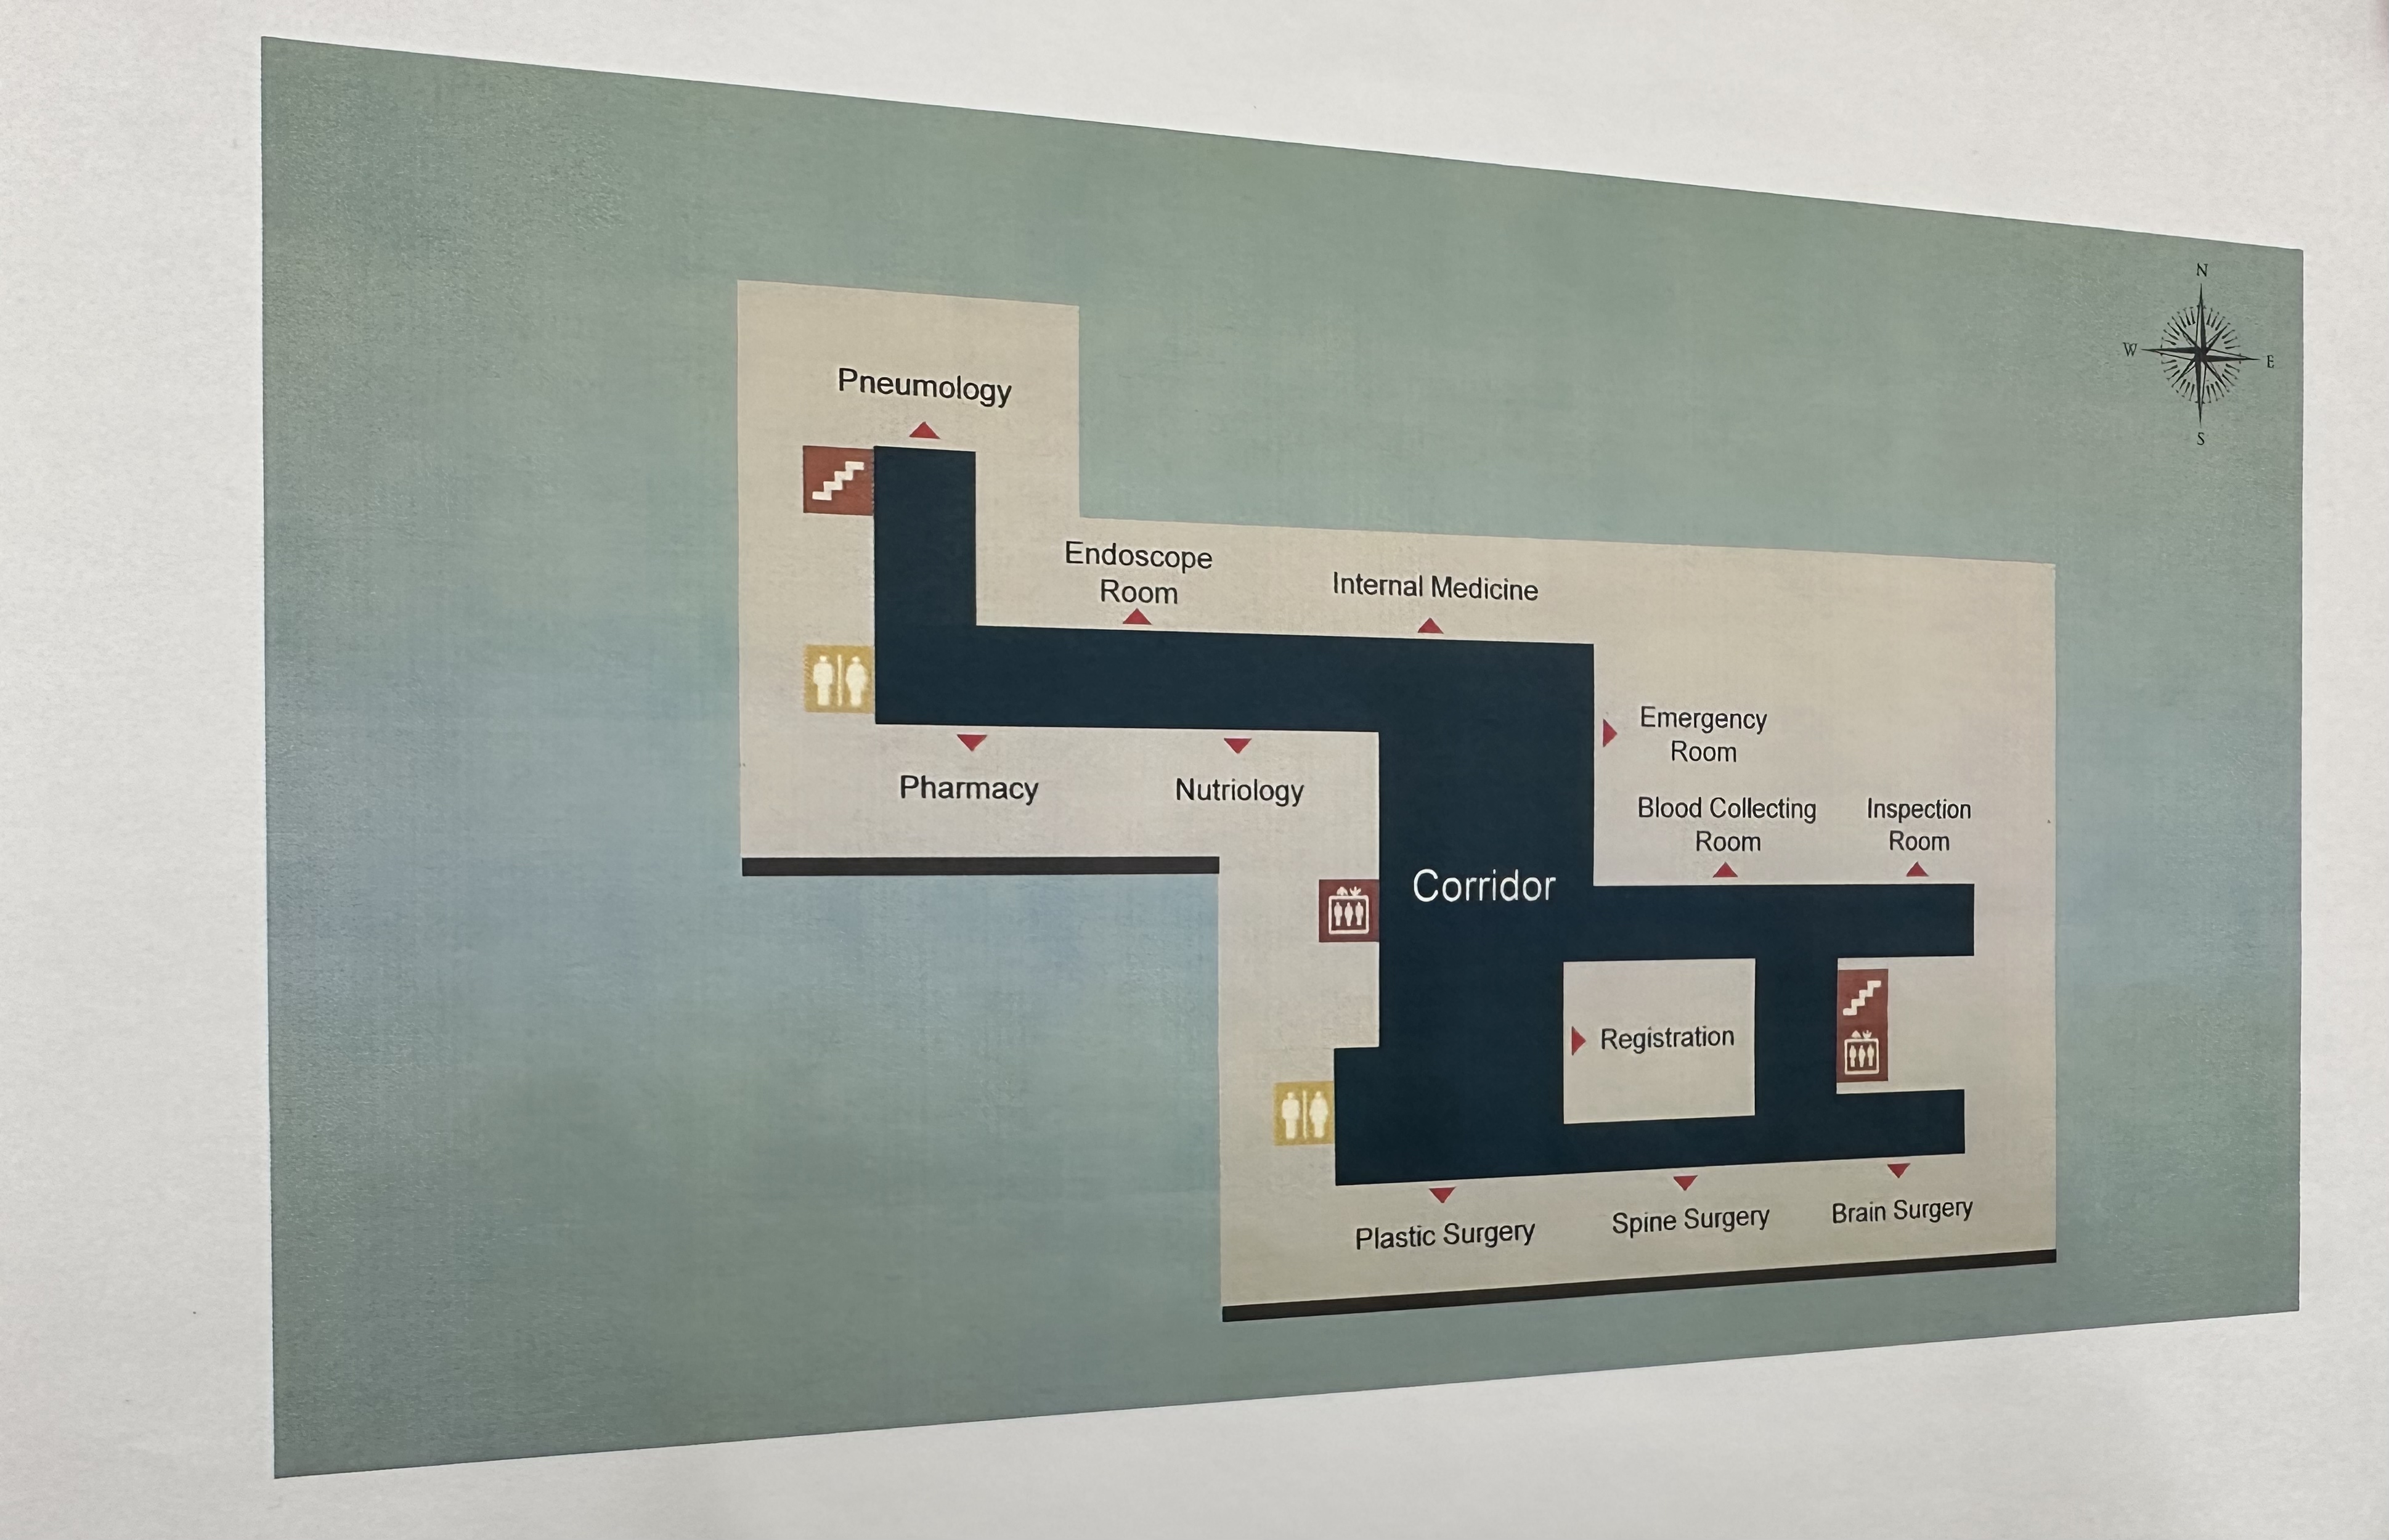 N
W
E
S
Pneumology
Endoscope
Room
Internal Medicine
Emergency
Room
Pharmacy
Nutriology
Blood Collecting
Room
Inspection
Room
Corridor
Registration
Plastic Surgery
Spine Surgery
Brain Surgery